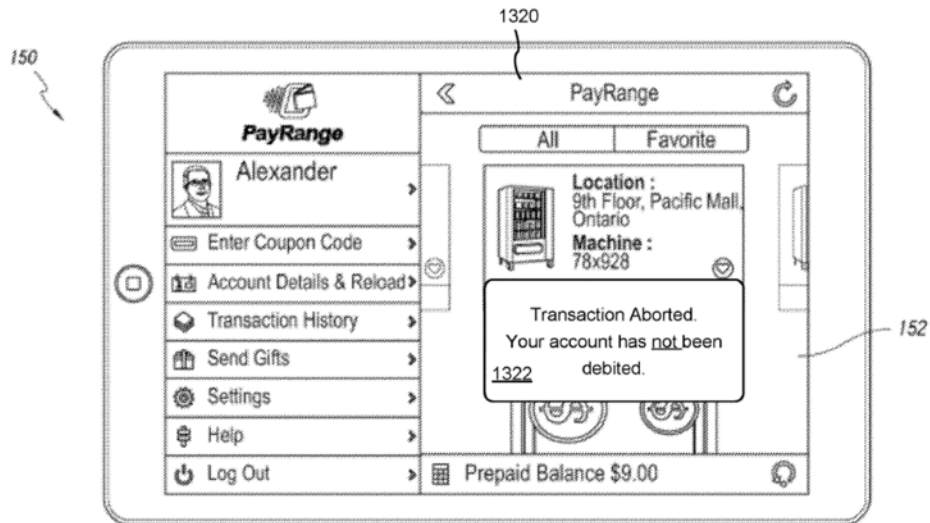 1320
150
PayRange
Alexander
Enter Coupon Code
Account Details & Reload
Transaction History
Send Gifts
Settings
Help
Log Out
PayRange
All Favorite
Location :
9th Floor, Pacific Mall,
Ontario
Machine :
78x928
Transaction Aborted.
Your account has not been
debited.
1322
152
Prepaid Balance $9.00